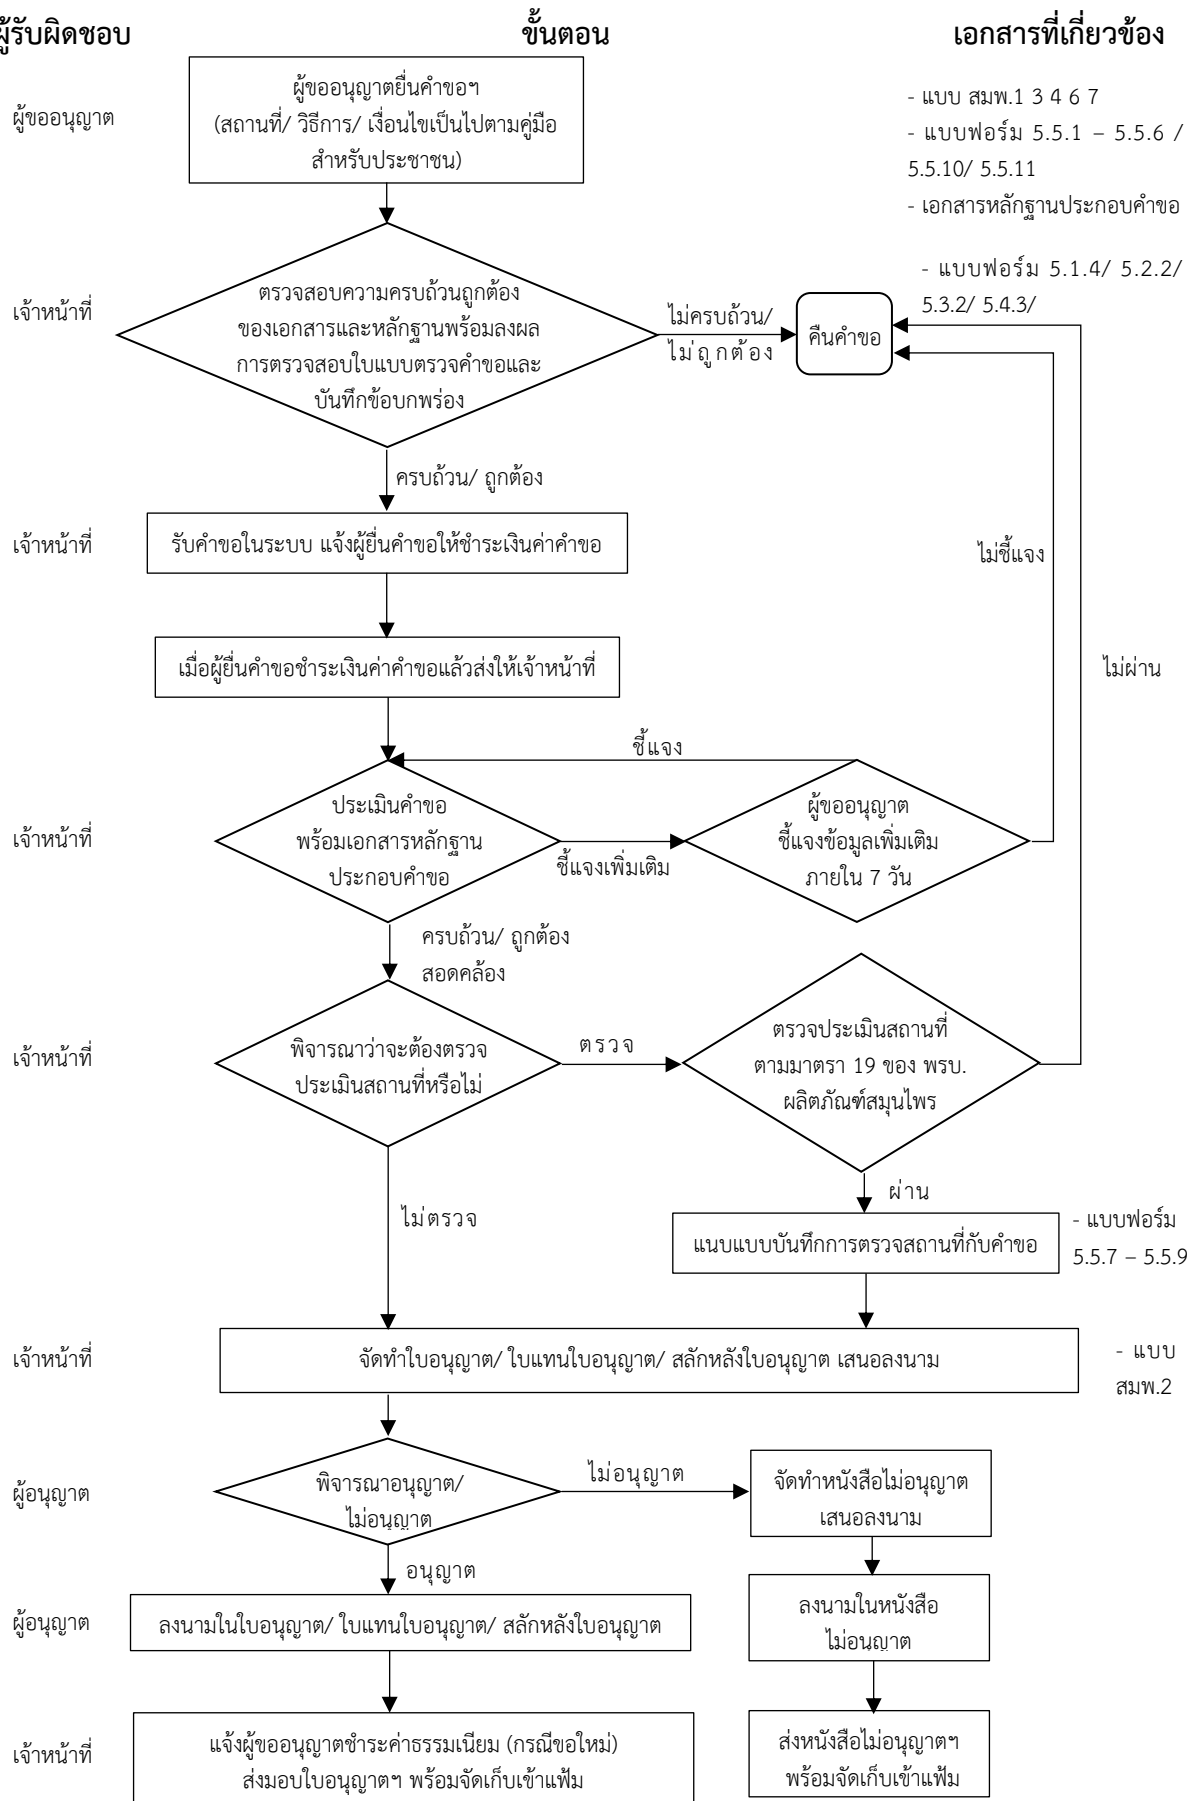 ผู้รับผิดชอบ
ขั้นตอน
เอกสารที่เกี่ยวข้อง
ผู้ขออนุญาต
ผู้ขออนุญาตยื่นคำขอฯ
(สถานที่/ วิธีการ/ เงื่อนไขเป็นไปตามคู่มือ
สำหรับประชาชน)
- แบบ สมพ.1 3 4 6 7
- แบบฟอร์ม 5.5.1 – 5.5.6 /
5.5.10/ 5.5.11
- เอกสารหลักฐานประกอบคำขอ
- แบบฟอร์ม 5.1.4/ 5.2.2/
5.3.2/ 5.4.3/
เจ้าหน้าที่
ตรวจสอบความครบถ้วนถูกต้อง
ของเอกสารและหลักฐานพร้อมลงผล
การตรวจสอบใบแบบตรวจคำขอและ
บันทึกข้อบกพร่อง
ไม่ครบถ้วน/
ไม่ถูกต้อง
คืนคำขอ
ครบถ้วน/ ถูกต้อง
เจ้าหน้าที่
รับคำขอในระบบ แจ้งผู้ยื่นคำขอให้ชำระเงินค่าคำขอ
ไม่ชี้แจง
เมื่อผู้ยื่นคำขอชำระเงินค่าคำขอแล้วส่งให้เจ้าหน้าที่
ไม่ผ่าน
ชี้แจง
เจ้าหน้าที่
ประเมินคำขอ
พร้อมเอกสารหลักฐาน
ประกอบคำขอ
ชี้แจงเพิ่มเติม
ผู้ขออนุญาต
ชี้แจงข้อมูลเพิ่มเติม
ภายใน 7 วัน
ครบถ้วน/ ถูกต้อง
สอดคล้อง
เจ้าหน้าที่
พิจารณาว่าจะต้องตรวจ
ประเมินสถานที่หรือไม่
ตรวจ
ตรวจประเมินสถานที่
ตามมาตรา 19 ของ พรบ.
ผลิตภัณฑ์สมุนไพร
ผ่าน
ไม่ตรวจ
แนบแบบบันทึกการตรวจสถานที่กับคำขอ
- แบบฟอร์ม
5.5.7 – 5.5.9
เจ้าหน้าที่
จัดทำใบอนุญาต/ ใบแทนใบอนุญาต/ สลักหลังใบอนุญาต เสนอลงนาม
- แบบ
สมพ.2
ผู้อนุญาต
พิจารณาอนุญาต/
ไม่อนุญาต
ไม่อนุญาต
จัดทำหนังสือไม่อนุญาต
เสนอลงนาม
อนุญาต
ผู้อนุญาต
ลงนามในใบอนุญาต/ ใบแทนใบอนุญาต/ สลักหลังใบอนุญาต
ลงนามในหนังสือ
ไม่อนุญาต
เจ้าหน้าที่
แจ้งผู้ขออนุญาตชำระค่าธรรมเนียม (กรณีขอใหม่)
ส่งมอบใบอนุญาตฯ พร้อมจัดเก็บเข้าแฟ้ม
ส่งหนังสือไม่อนุญาตฯ
พร้อมจัดเก็บเข้าแฟ้ม